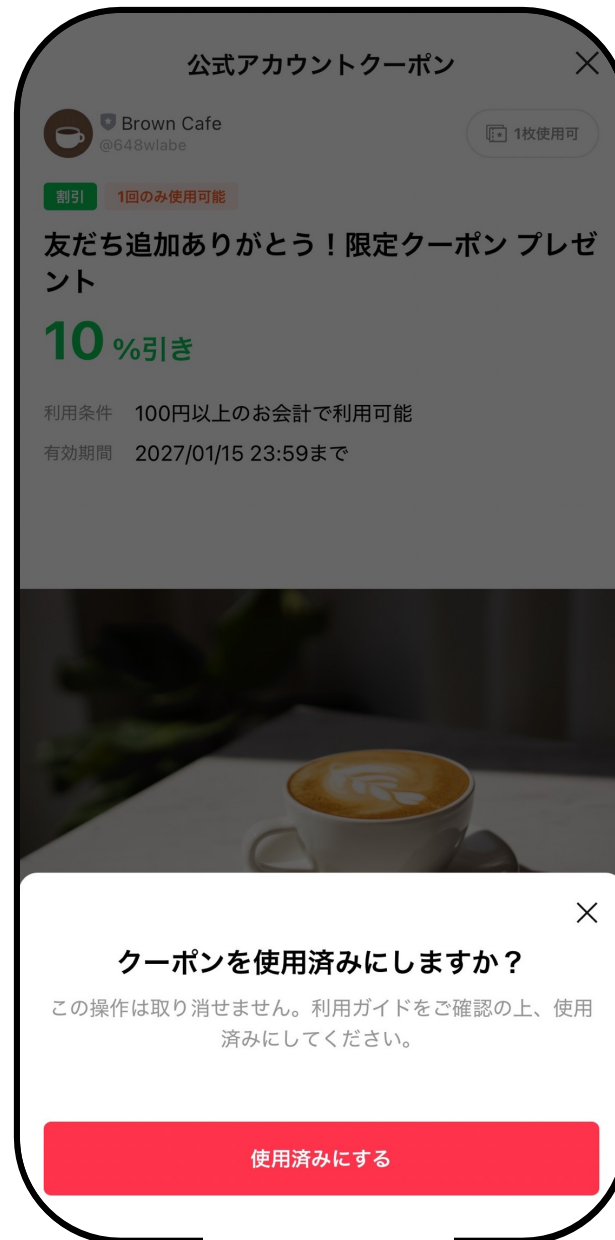 公式アカウントクーポン
Brown Cafe
@648wlabe
1枚使用可
割引
1回のみ使用可能
友だち追加ありがとう！限定クーポン プレゼ
ント
10 %引き
利用条件 100円以上のお会計で利用可能
有効期間 2027/01/15 23:59まで
クーポンを使用済みにしますか？
この操作は取り消せません。利用ガイドをご確認の上、使用
済みにしてください。
使用済みにする